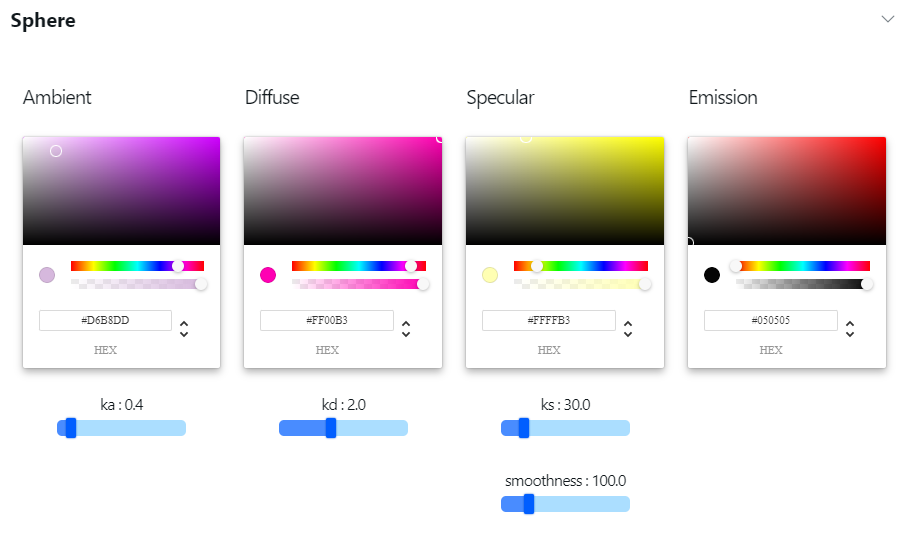 Sphere
Ambient
Diffuse
Specular
Emission
#D6B8DD
#FF00B3
#FFFFB3
#050505
HEX
HEX
HEX
HEX
ka : 0.4
kd : 2.0
ks : 30.0
smoothness : 100.0